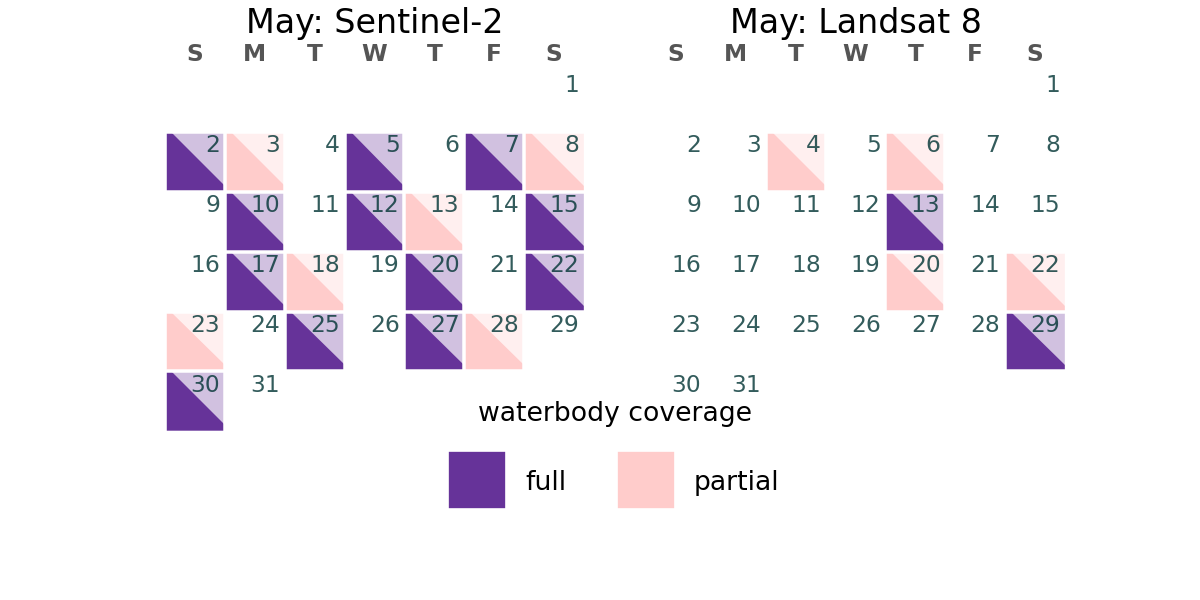 May: Sentinel-2
S M T W T F S
1
2 3 4 5 6 7 8
9 10 11 12 13 14 15
16 17 18 19 20 21 22
23 24 25 26 27 28 29
30 31
May: Landsat 8
S M T W T F S
1
2 3 4 5 6 7 8
9 10 11 12 13 14 15
16 17 18 19 20 21 22
23 24 25 26 27 28 29
30 31
waterbody coverage
full
partial